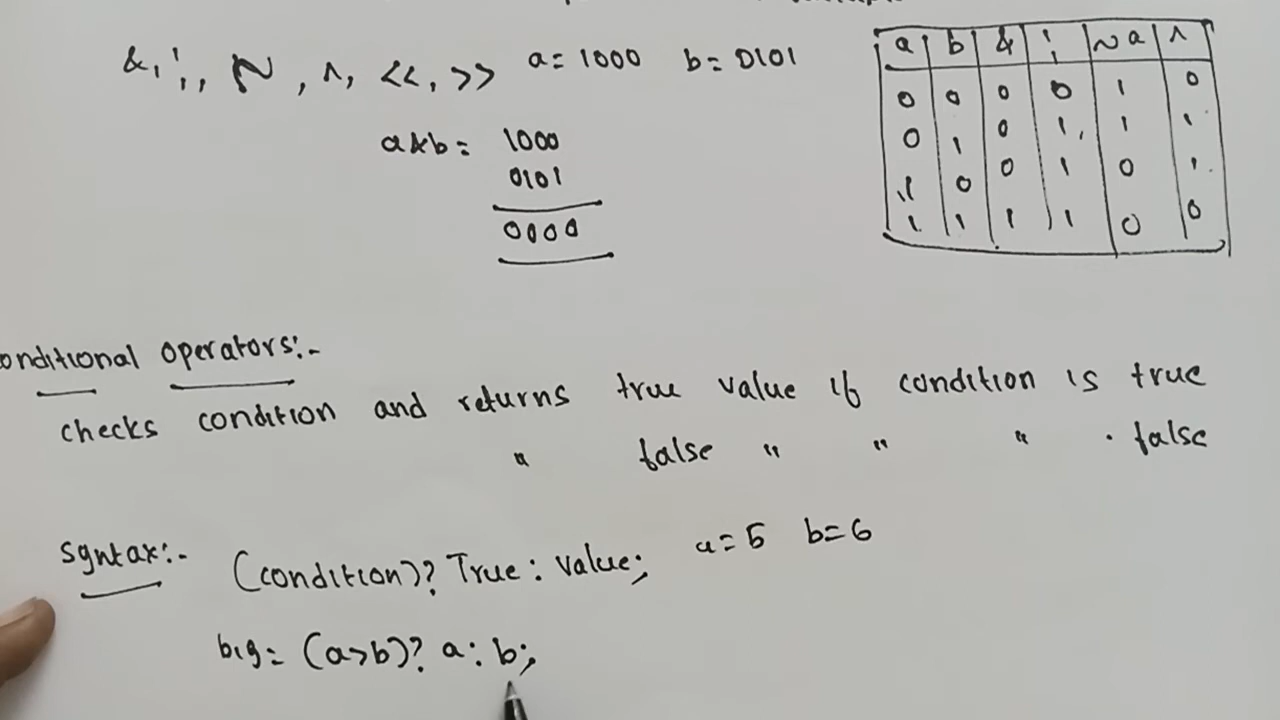 &, ¦, ~, ^, <<, >> a= 1000 b= 0101
a&b= 1000
0101
0000
a b & ¦ ~a ^
0 0 0 0 1 0
0 1 0 1 1 1
1 0 0 1 0 1
1 1 1 1 0 0
onditional operators:-
checks condition and returns true value if condition is true
" false " " " . false
Syntax:- (condition)? True: value; a=5 b=6
big= (a>b)? a: b;